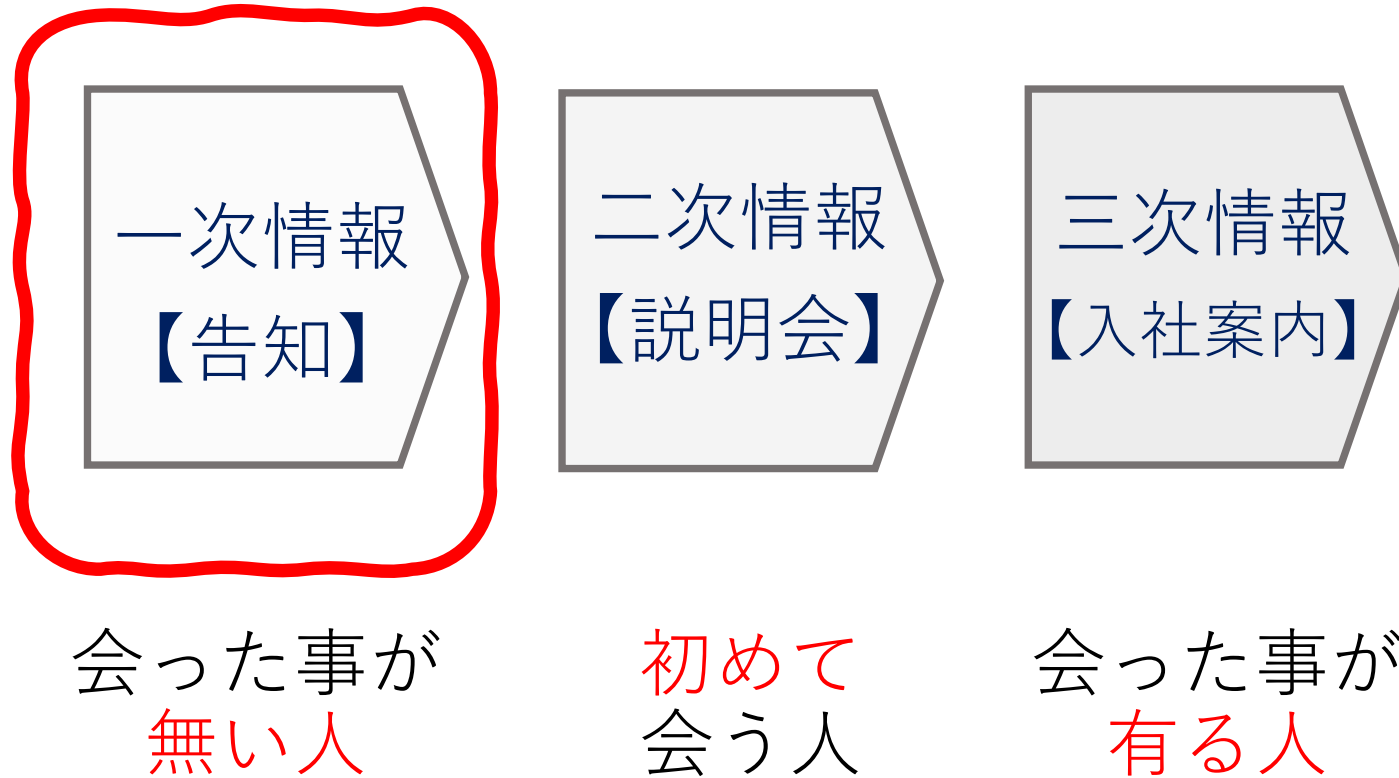 一次情報
【告知】
二次情報
【説明会】
三次情報
【入社案内】
会った事が
無い人
初めて
会う人
会った事が
有る人